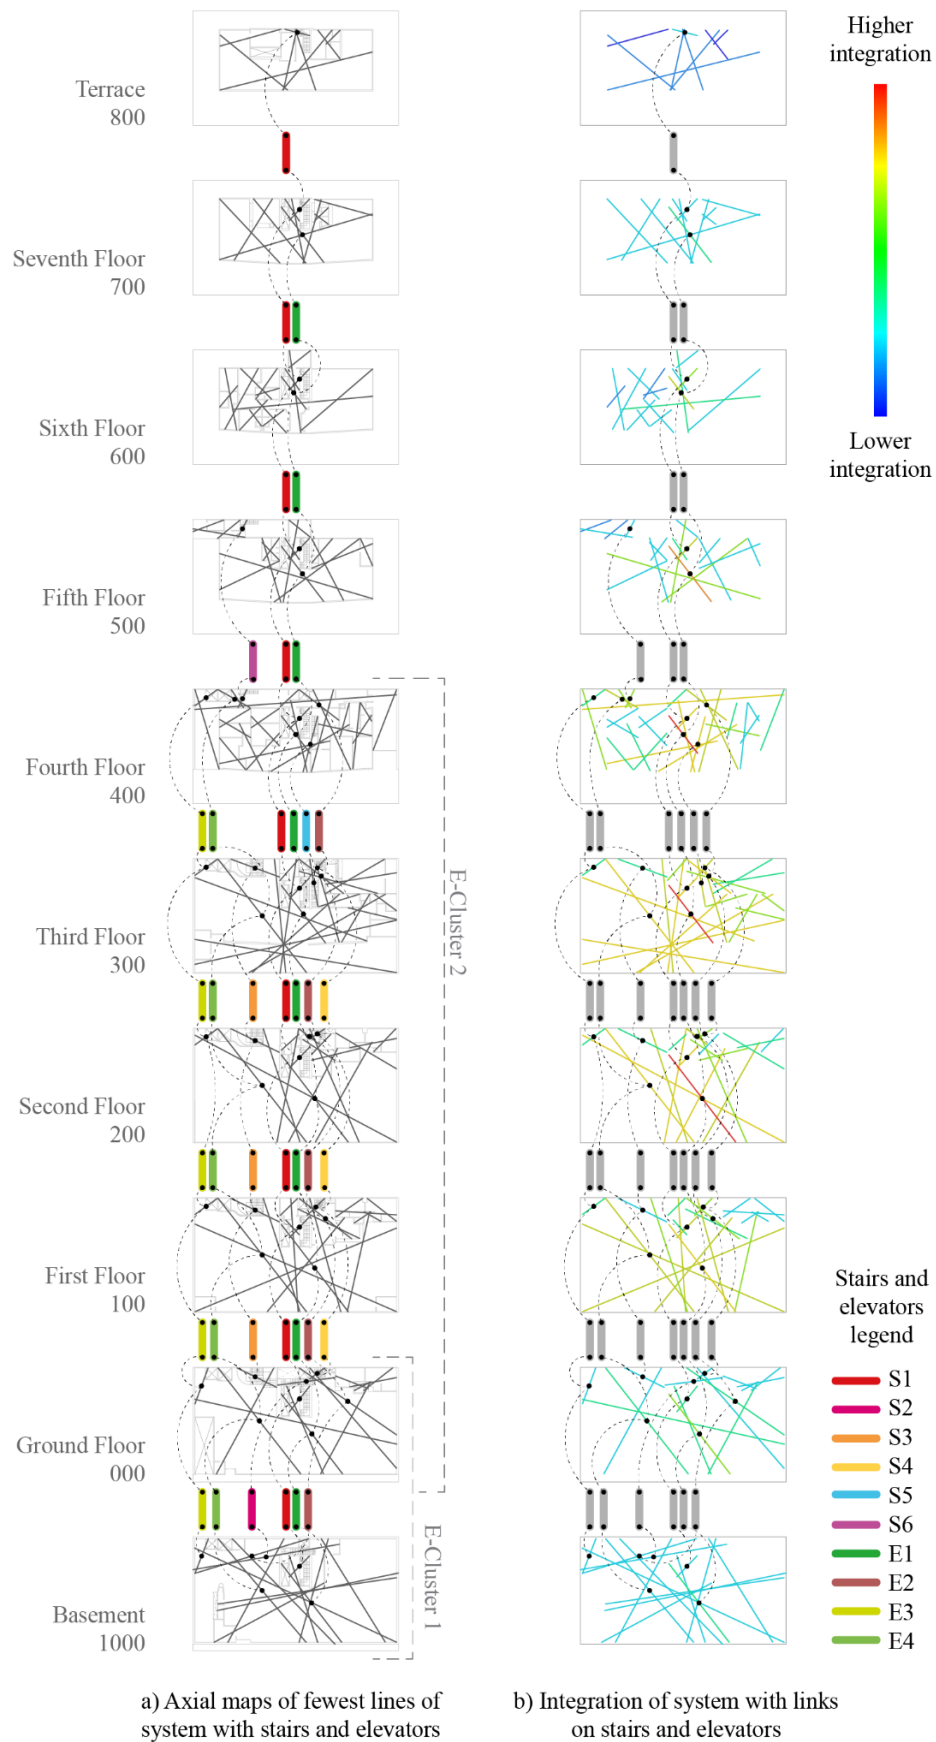 Higher
integration
Terrace
800
Seventh Floor
700
Sixth Floor
600
Lower
integration
Fifth Floor
500
Fourth Floor
400
E-Cluster 2
Third Floor
300
Second Floor
200
First Floor
100
Stairs and
elevators
legend
S1
S2
S3
S4
S5
S6
E1
E2
E3
E4
Ground Floor
000
E-Cluster 1
Basement
1000
a) Axial maps of fewest lines of
system with stairs and elevators
b) Integration of system with links
on stairs and elevators